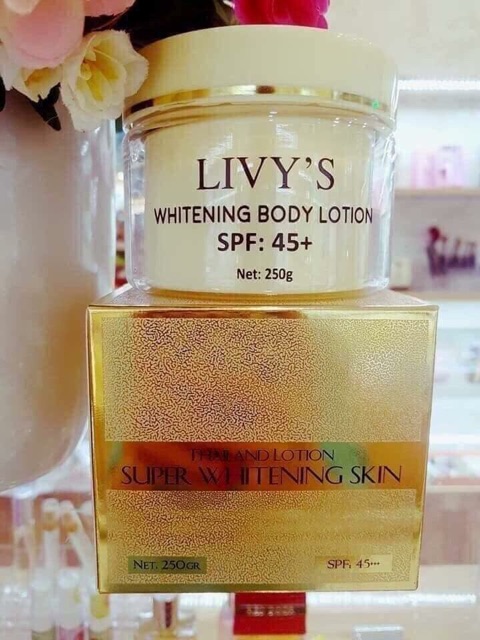 LIVY'S
WHITENING BODY LOTION
SPF: 45+
Net: 250g
THAILAND LOTION
SUPER WHITENING SKIN
NET. 250GR
SPF. 45+++